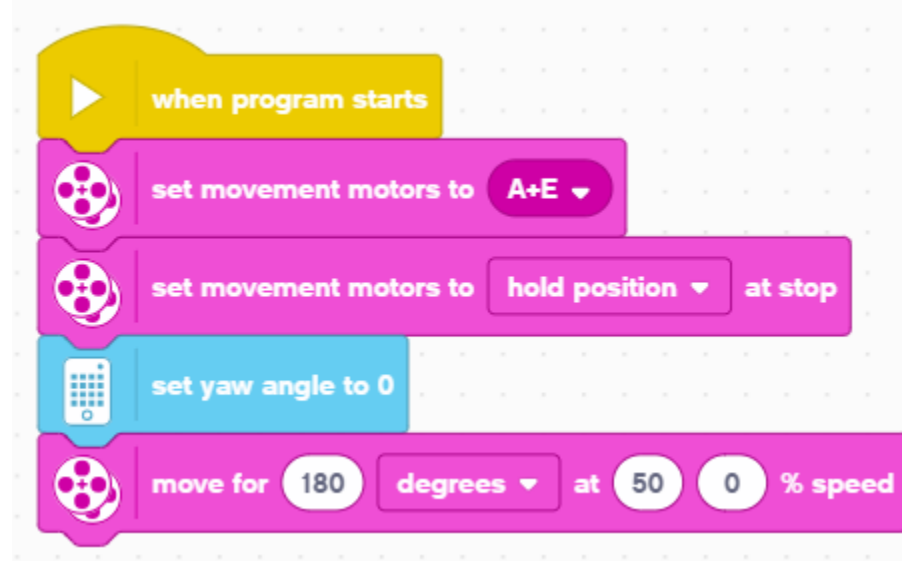 when program starts
set movement motors to A+E
set movement motors to hold position at stop
set yaw angle to 0
move for 180 degrees at 50 0 % speed